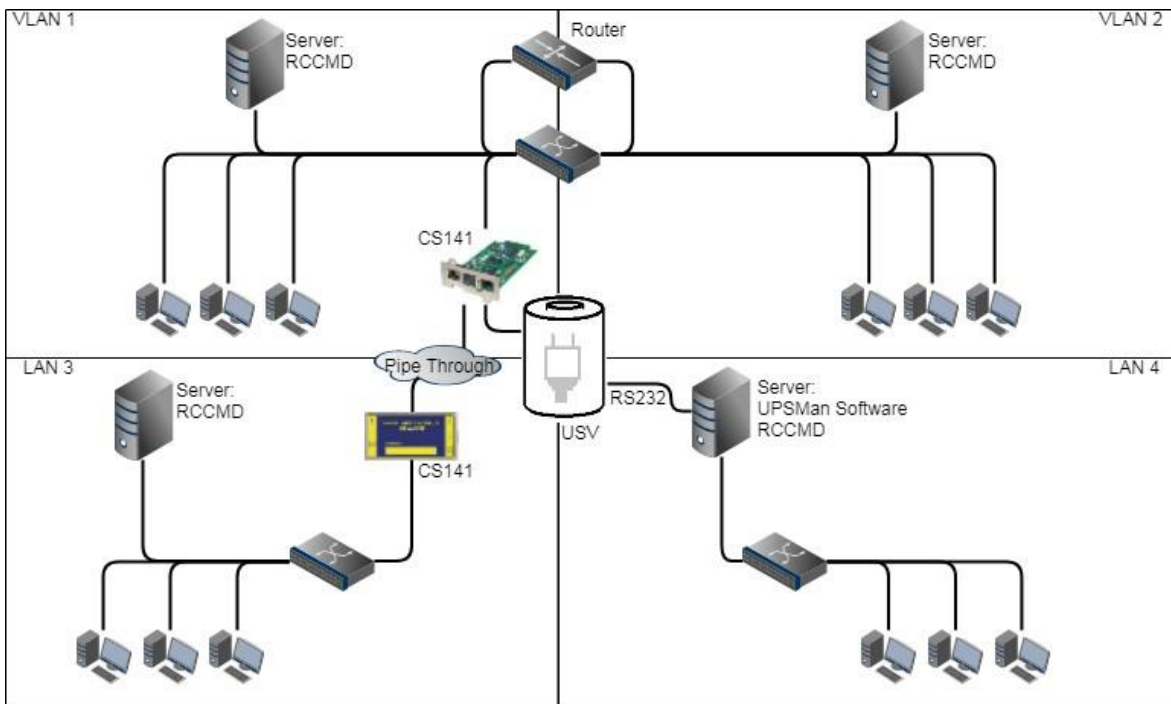 VLAN 1
VLAN 2
Router
Server:
RCCMD
Server:
RCCMD
CS141
LAN 3
LAN 4
Pipe Through
Server:
RCCMD
RS232
Server:
UPSMan Software
RCCMD
USV
CS141